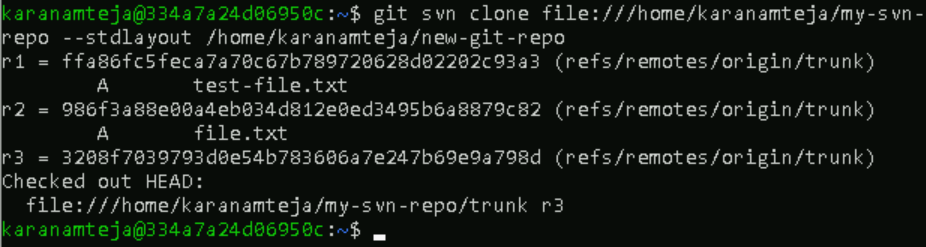 karanamteja@334a7a24d06950c:~$ git svn clone file:///home/karanamteja/my-svn-
repo --stdlayout /home/karanamteja/new-git-repo
r1 = ffa86fc5feca7a70c67b789720628d02202c93a3 (refs/remotes/origin/trunk)
A test-file.txt
r2 = 986f3a88e00a4eb034d812e0ed3495b6a8879c82 (refs/remotes/origin/trunk)
A file.txt
r3 = 3208f7039793d0e54b783606a7e247b69e9a798d (refs/remotes/origin/trunk)
Checked out HEAD:
file:///home/karanamteja/my-svn-repo/trunk r3
karanamteja@334a7a24d06950c:~$